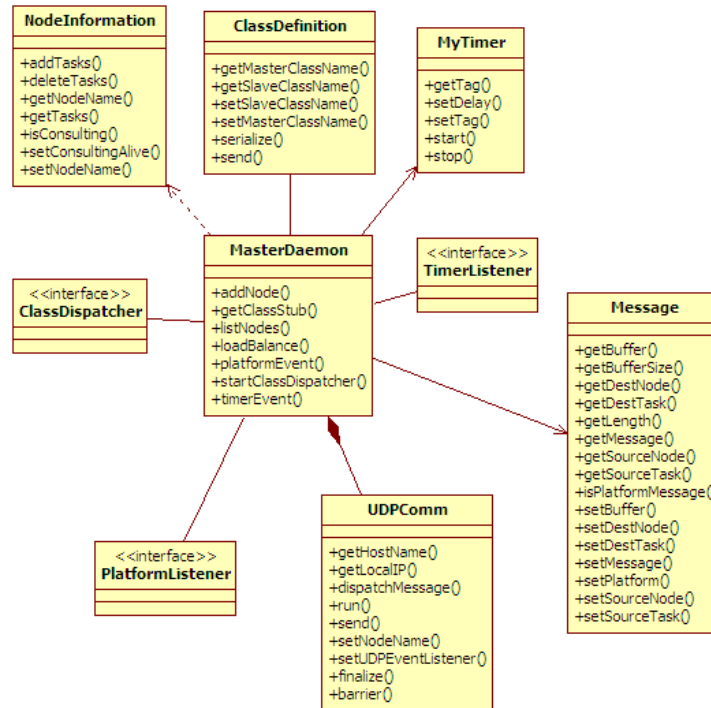 NodeInformation
+addTasks()
+deleteTasks()
+getNodeName()
+getTasks()
+isConsulting()
+setConsultingAlive()
+setNodeName()
ClassDefinition
+getMasterClassName()
+getSlaveClassName()
+setSlaveClassName()
+setMasterClassName()
+serialize()
+send()
MyTimer
+getTag()
+setDelay()
+setTag()
+start()
+stop()
MasterDaemon
+addNode()
+getClassStub()
+listNodes()
+loadBalance()
+platformEvent()
+startClassDispatcher()
+timerEvent()
<<interface>>
TimerListener
<<interface>>
ClassDispatcher
Message
+getBuffer()
+getBufferSize()
+getDestNode()
+getDestTask()
+getLength()
+getMessage()
+getSourceNode()
+getSourceTask()
+isPlatformMessage()
+setBuffer()
+setDestNode()
+setDestTask()
+setMessage()
+setPlatform()
+setSourceNode()
+setSourceTask()
<<interface>>
PlatformListener
UDPComm
+getHostName()
+getLocalIP()
+dispatchMessage()
+run()
+send()
+setNodeName()
+setUDPEventListener()
+finalize()
+barrier()